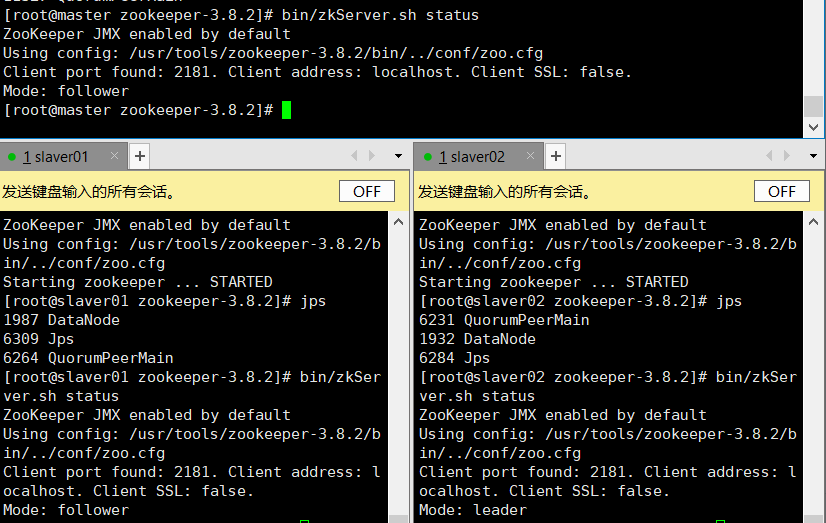 [root@master zookeeper-3.8.2]# bin/zkServer.sh status
ZooKeeper JMX enabled by default
Using config: /usr/tools/zookeeper-3.8.2/bin/../conf/zoo.cfg
Client port found: 2181. Client address: localhost. Client SSL: false.
Mode: follower
[root@master zookeeper-3.8.2]#
1 slaver01
发送键盘输入的所有会话。
OFF
ZooKeeper JMX enabled by default
Using config: /usr/tools/zookeeper-3.8.2/b
in/../conf/zoo.cfg
Starting zookeeper ... STARTED
[root@slaver01 zookeeper-3.8.2]# jps
1987 DataNode
6309 Jps
6264 QuorumPeerMain
[root@slaver01 zookeeper-3.8.2]# bin/zkSer
ver.sh status
ZooKeeper JMX enabled by default
Using config: /usr/tools/zookeeper-3.8.2/b
in/../conf/zoo.cfg
Client port found: 2181. Client address: l
ocalhost. Client SSL: false.
Mode: follower
1 slaver02
发送键盘输入的所有会话。
OFF
ZooKeeper JMX enabled by default
Using config: /usr/tools/zookeeper-3.8.2/b
in/../conf/zoo.cfg
Starting zookeeper ... STARTED
[root@slaver02 zookeeper-3.8.2]# jps
6231 QuorumPeerMain
1932 DataNode
6284 Jps
[root@slaver02 zookeeper-3.8.2]# bin/zkSer
ver.sh status
ZooKeeper JMX enabled by default
Using config: /usr/tools/zookeeper-3.8.2/b
in/../conf/zoo.cfg
Client port found: 2181. Client address: l
ocalhost. Client SSL: false.
Mode: leader